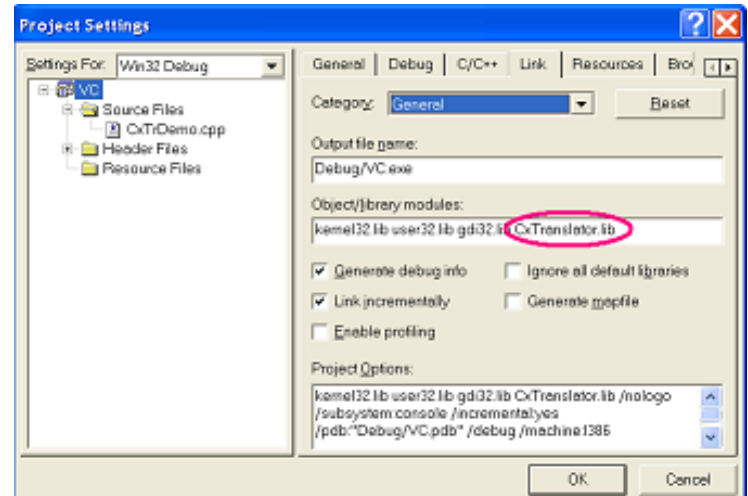 Project Settings
Settings For: Win32 Debug
VC
Source Files
CxTrDemo.cpp
Header Files
Resource Files
General Debug C/C++ Link Resources Bro
Category: General Reset
Output file name:
Debug/VC.exe
Object/library modules:
kernel32.lib user32.lib gdi32.lib CxTranslator.lib
Generate debug info Ignore all default libraries
Link incrementally Generate mapfile
Enable profiling
Project Options:
kernel32.lib user32.lib gdi32.lib CxTranslator.lib /nologo
/subsystem:console /incremental:yes
/pdb:"Debug/VC.pdb" /debug /machine:I386
OK Cancel